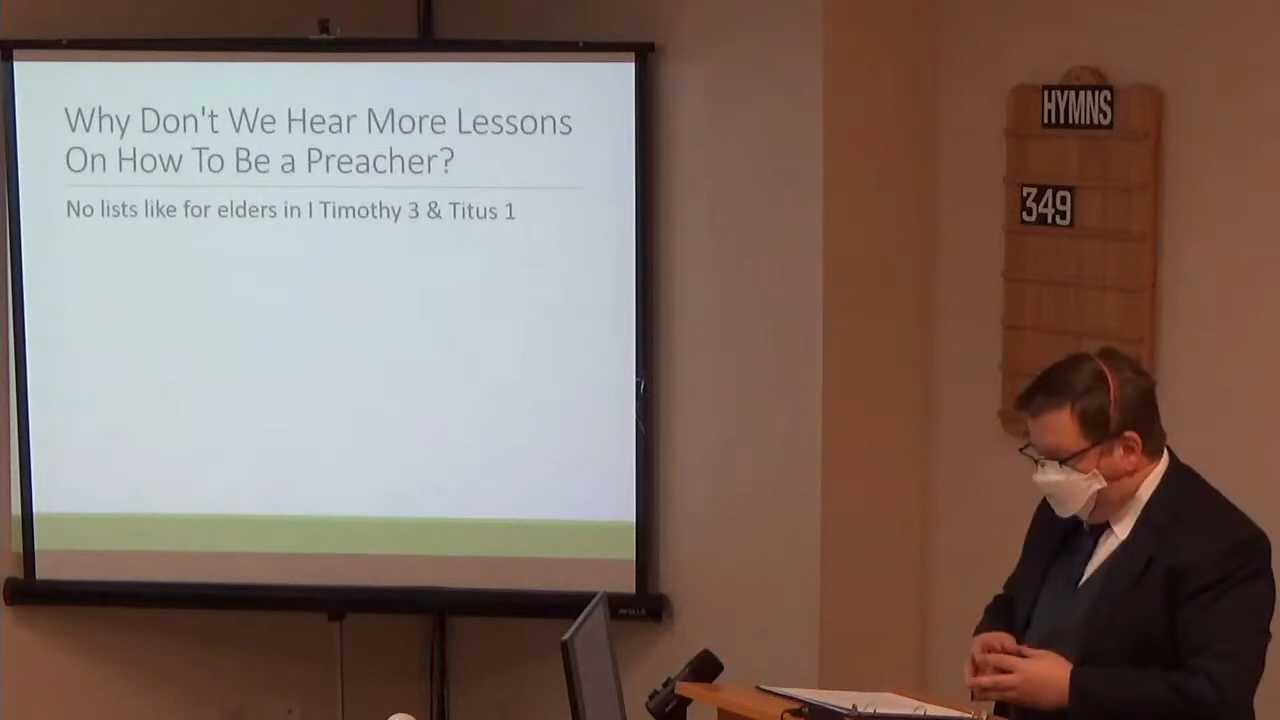 Why Don't We Hear More Lessons
On How To Be a Preacher?
No lists like for elders in I Timothy 3 & Titus 1
HYMNS
349
APOLLO